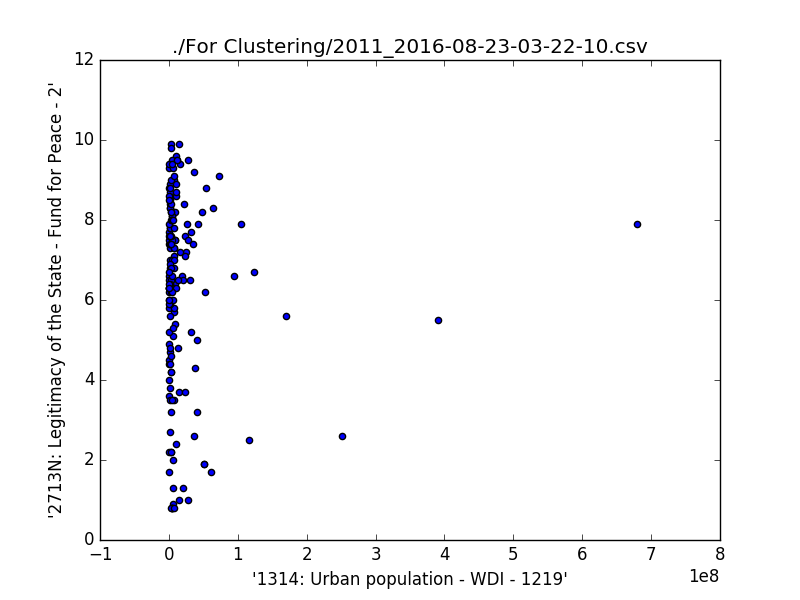 ./For Clustering/2011_2016-08-23-03-22-10.csv
12
10
8
6
4
2
0
'2713N: Legitimacy of the State - Fund for Peace - 2'
−1 0 1 2 3 4 5 6 7 8
1e8
'1314: Urban population - WDI - 1219'